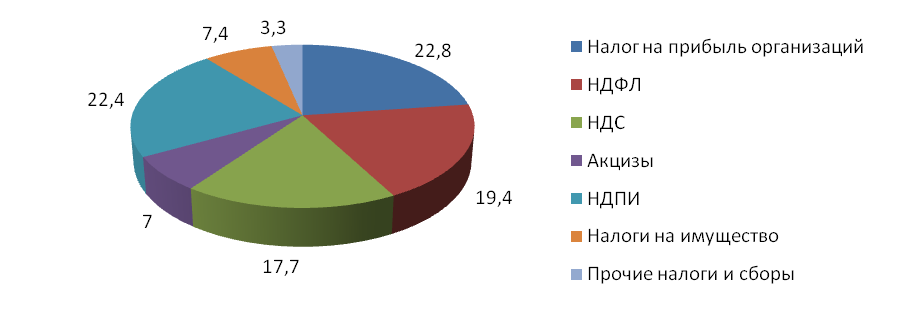 3,3
7,4
22,8
22,4
19,4
7
17,7
Налог на прибыль организаций
НДФЛ
НДС
Акцизы
НДПИ
Налоги на имущество
Прочие налоги и сборы